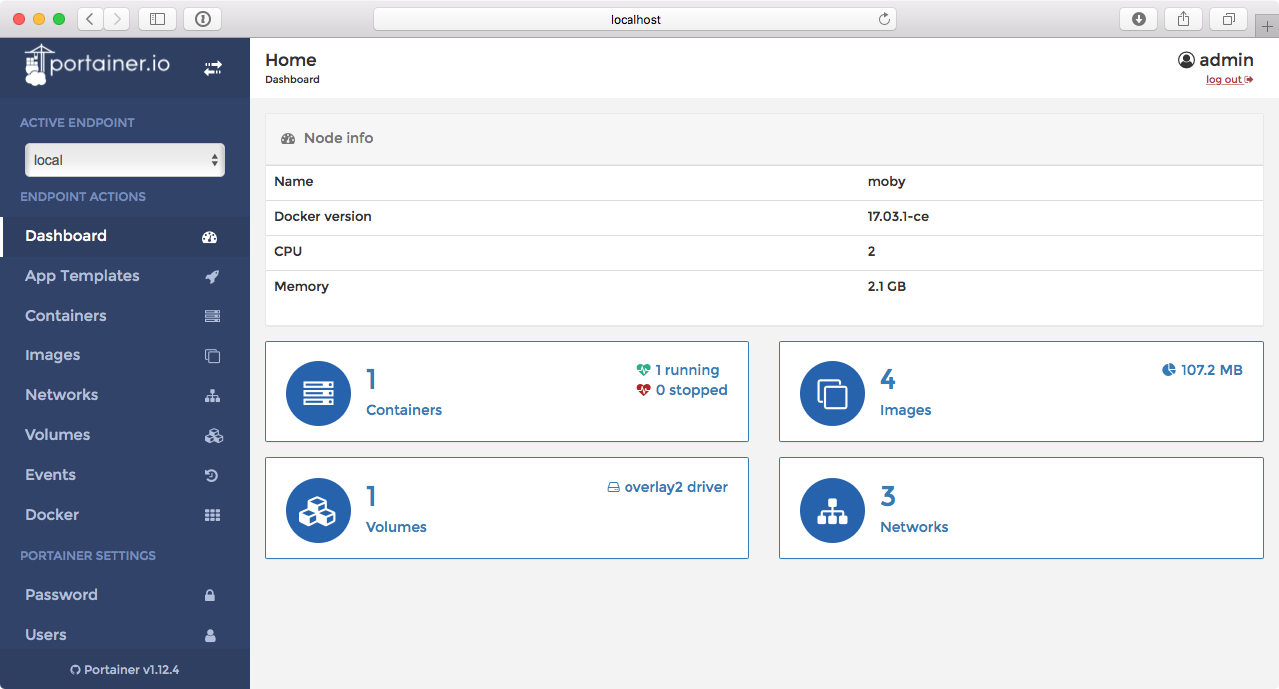 localhost
portainer.io
ACTIVE ENDPOINT
local
ENDPOINT ACTIONS
Dashboard
App Templates
Containers
Images
Networks
Volumes
Events
Docker
PORTAINER SETTINGS
Password
Users
Portainer v1.12.4
Home
Dashboard
admin
log out
Node info
Name moby
Docker version 17.03.1-ce
CPU 2
Memory 2.1 GB
1
Containers
1 running
0 stopped
4
Images
107.2 MB
1
Volumes
overlay2 driver
3
Networks